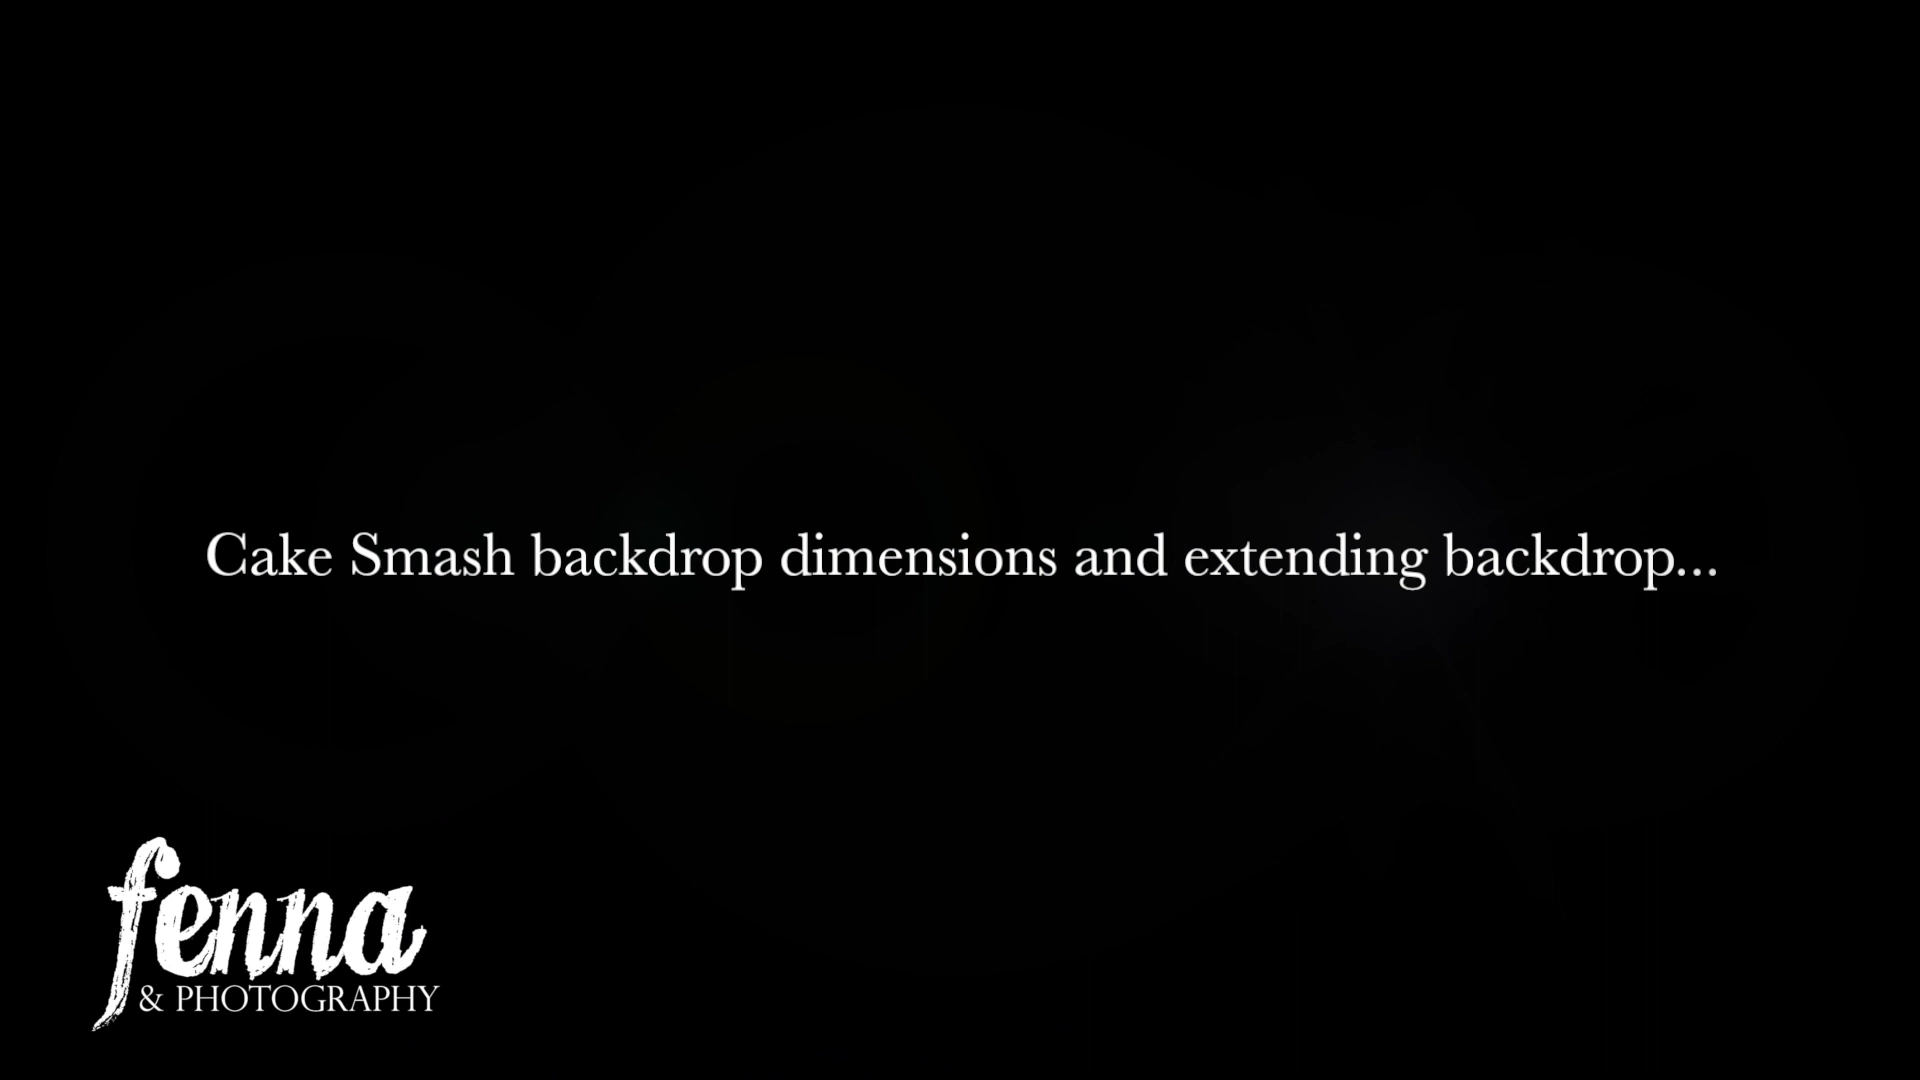 Cake Smash backdrop dimensions and extending backdrop...
fenna
& PHOTOGRAPHY